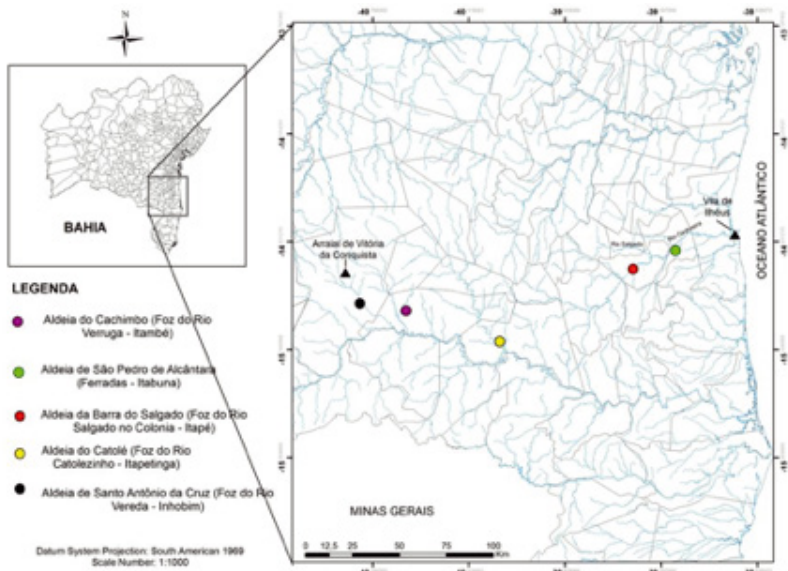 N
BAHIA
LEGENDA
Aldeia do Cachimbo (Foz do Rio
Verruga - Itambé)
Aldeia de São Pedro de Alcântara
(Ferradas - Itabuna)
Aldeia da Barra do Salgado (Foz do Rio
Salgado no Colonia - Itapé)
Aldeia do Catolé (Foz do Rio
Catolezinho - Itapetinga)
Aldeia de Santo Antônio da Cruz (Foz do Rio
Vereda - Inhobim)
Datum System Projection: South American 1969
Scale Number: 1:1000
Arraial de Vitória
da Conquista
Rio Salgado
Vila de
Ilhéus
OCEANO ATLÂNTICO
MINAS GERAIS
0 12,5 25 50 75 100
Km